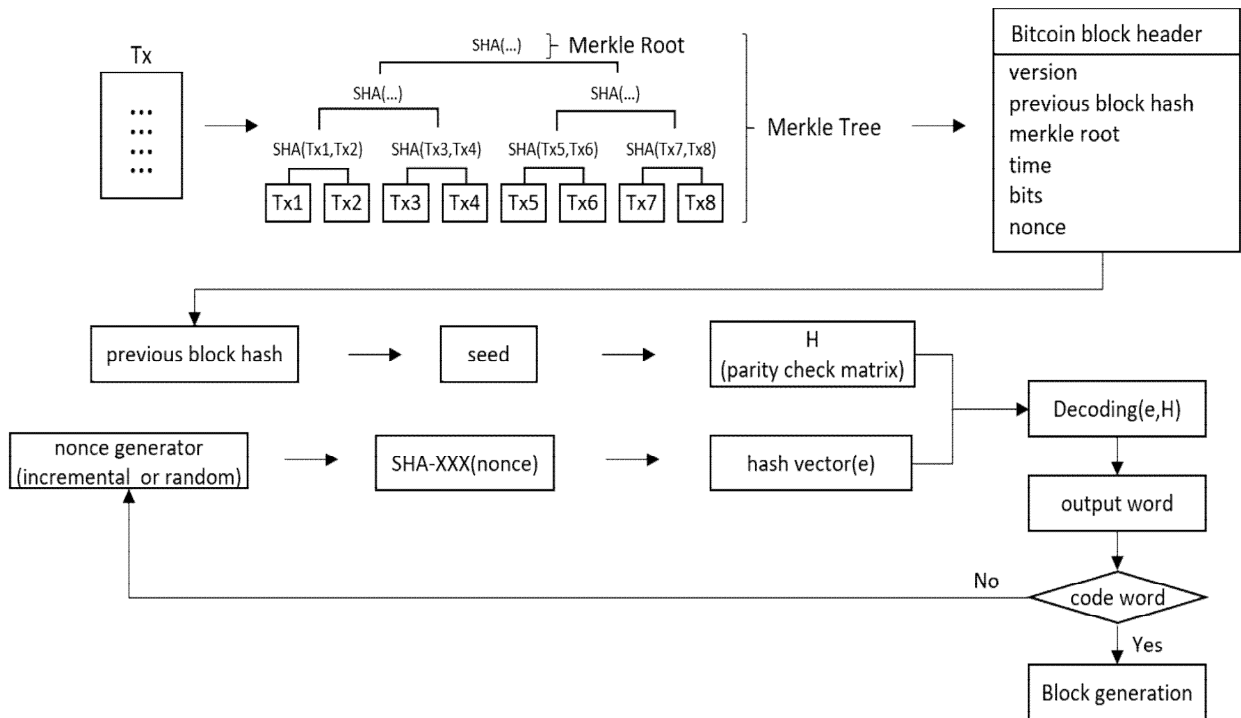 Tx
...
...
...
...
SHA(...)
Merkle Root
SHA(...)
SHA(...)
SHA(Tx1,Tx2)
SHA(Tx3,Tx4)
SHA(Tx5,Tx6)
SHA(Tx7,Tx8)
Tx1
Tx2
Tx3
Tx4
Tx5
Tx6
Tx7
Tx8
Merkle Tree
Bitcoin block header
version
previous block hash
merkle root
time
bits
nonce
previous block hash
seed
H
(parity check matrix)
nonce generator
(incremental or random)
SHA-XXX(nonce)
hash vector(e)
Decoding(e,H)
output word
code word
No
Yes
Block generation